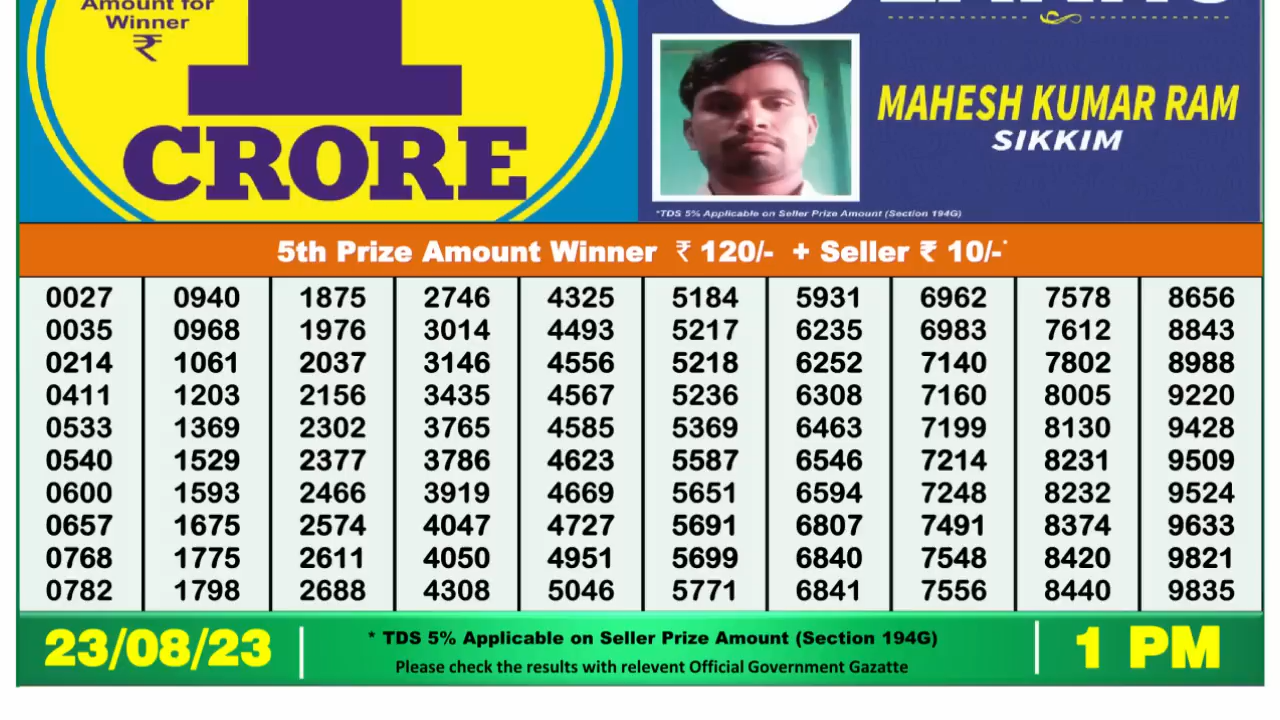 Amount for
Winner
₹
1
CRORE
MAHESH KUMAR RAM
SIKKIM
*TDS 5% Applicable on Seller Prize Amount (Section 194G)
5th Prize Amount Winner ₹ 120/- + Seller ₹ 10/-*
0027 0940 1875 2746 4325 5184 5931 6962 7578 8656
0035 0968 1976 3014 4493 5217 6235 6983 7612 8843
0214 1061 2037 3146 4556 5218 6252 7140 7802 8988
0411 1203 2156 3435 4567 5236 6308 7160 8005 9220
0533 1369 2302 3765 4585 5369 6463 7199 8130 9428
0540 1529 2377 3786 4623 5587 6546 7214 8231 9509
0600 1593 2466 3919 4669 5651 6594 7248 8232 9524
0657 1675 2574 4047 4727 5691 6807 7491 8374 9633
0768 1775 2611 4050 4951 5699 6840 7548 8420 9821
0782 1798 2688 4308 5046 5771 6841 7556 8440 9835
23/08/23
* TDS 5% Applicable on Seller Prize Amount (Section 194G)
Please check the results with relevent Official Government Gazatte
1 PM